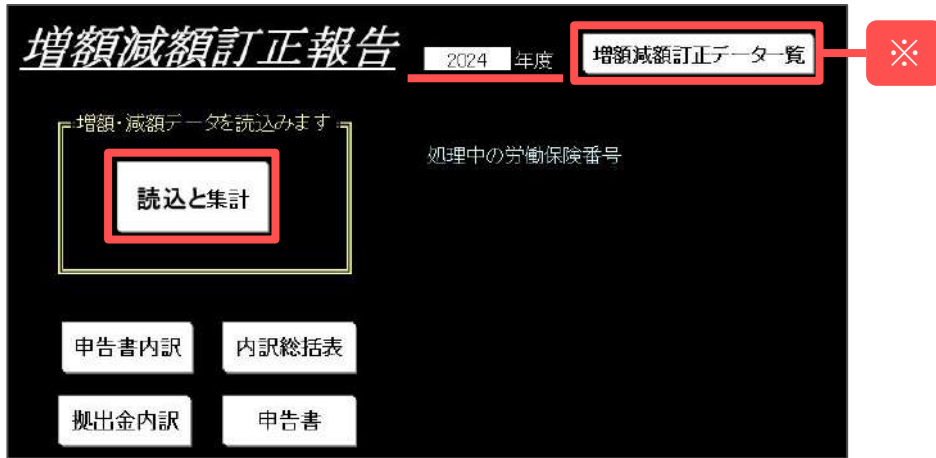 増額減額訂正報告
2024 年度
増額減額訂正データ一覧
※
増額・減額データを読込みます
読込と集計
処理中の労働保険番号
申告書内訳
内訳総括表
拠出金内訳
申告書